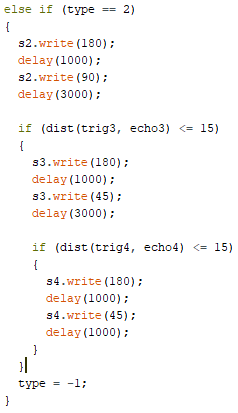 else if (type == 2)
{
  s2.write(180);
  delay(1000);
  s2.write(90);
  delay(3000);

  if (dist(trig3, echo3) <= 15)
  {
    s3.write(180);
    delay(1000);
    s3.write(45);
    delay(3000);

    if (dist(trig4, echo4) <= 15)
    {
      s4.write(180);
      delay(1000);
      s4.write(45);
      delay(1000);
    }
  }
  type = -1;
}